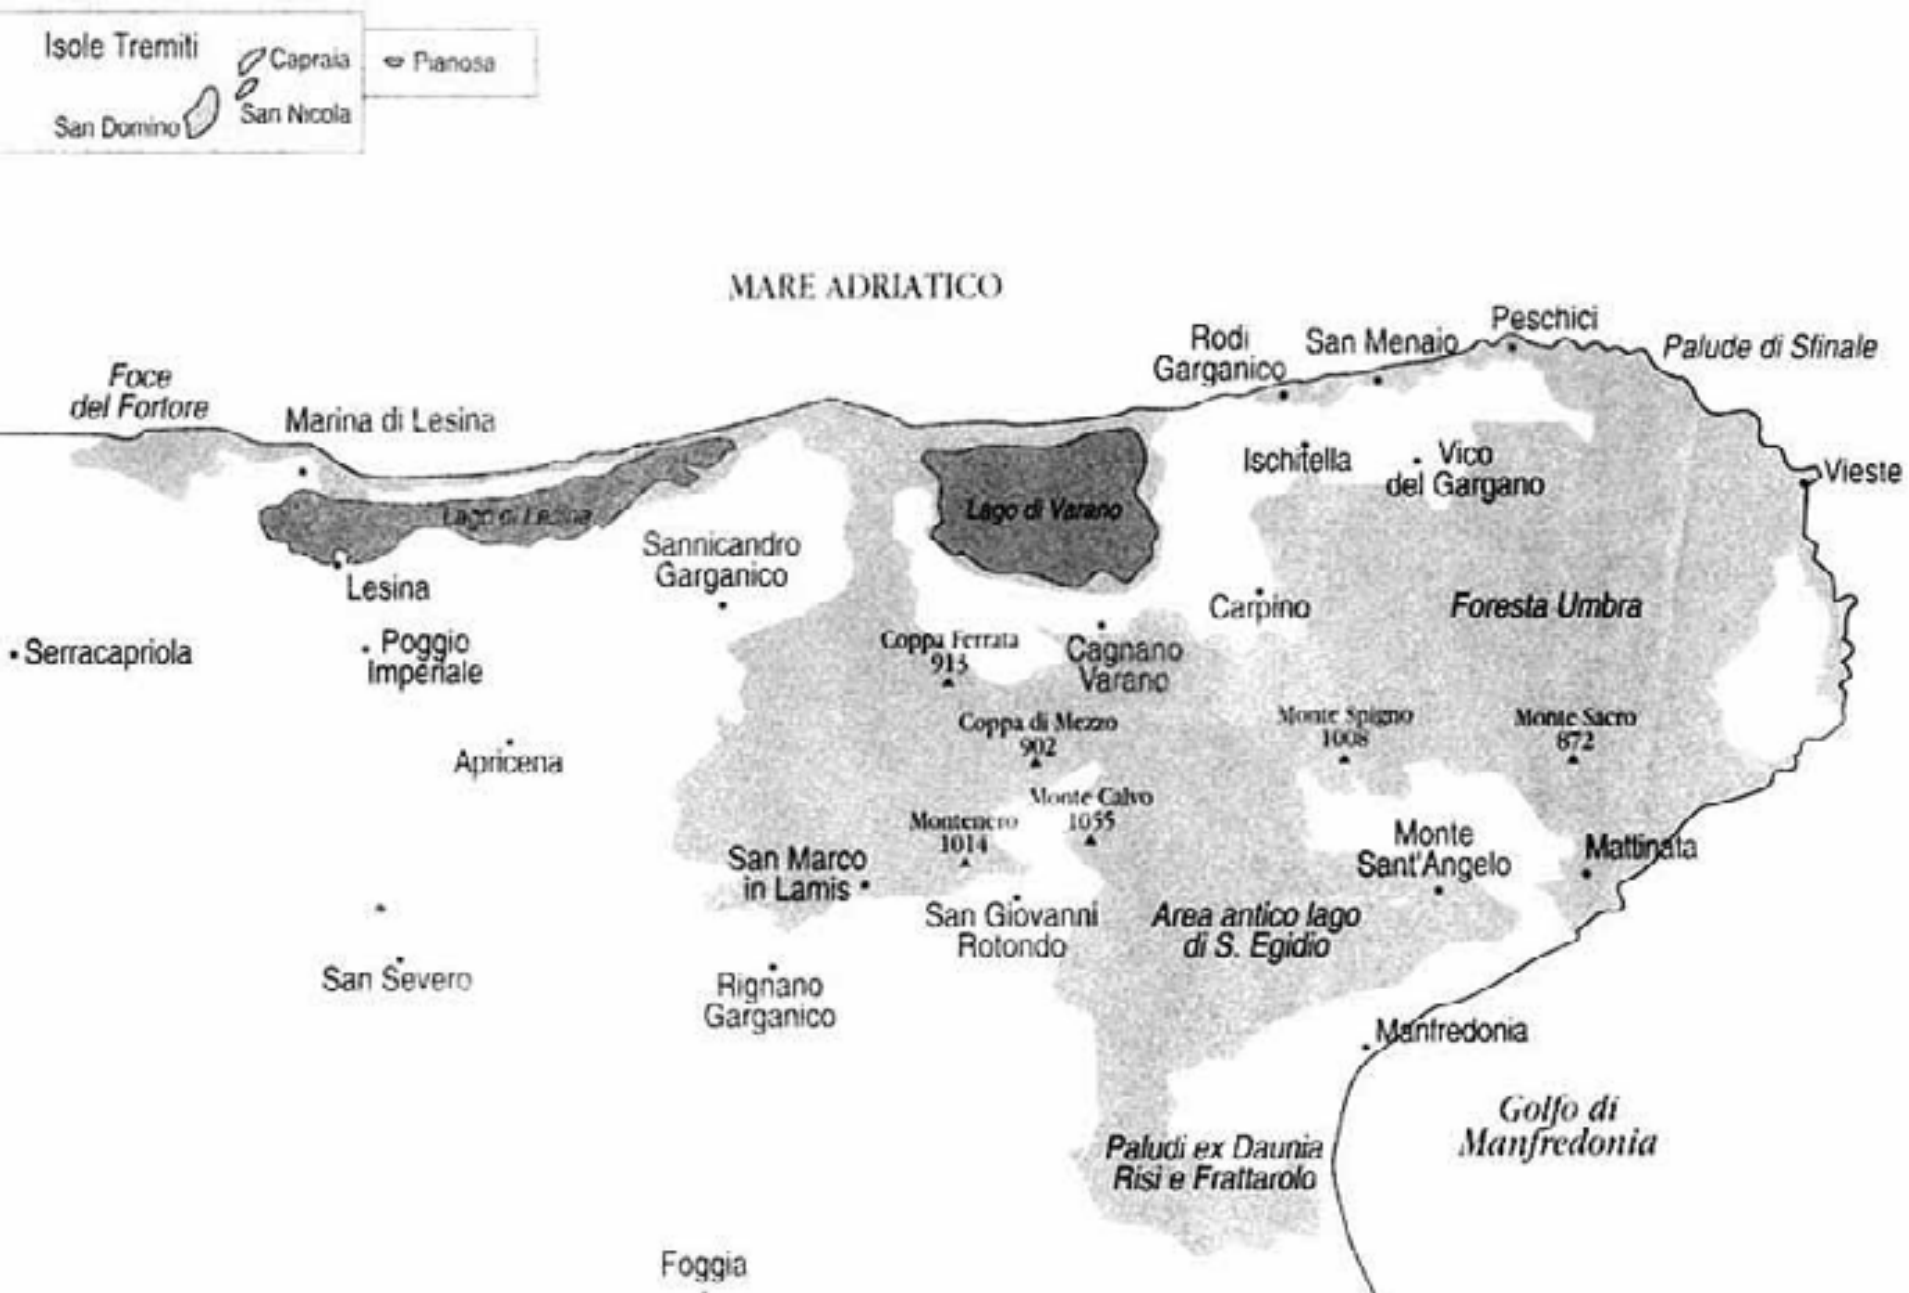 Isole Tremiti
Capraia
Pianosa
San Domino
San Nicola
MARE ADRIATICO
Foce
del Fortore
Marina di Lesina
Rodi
Garganico
San Menaio
Peschici
Palude di Sfinale
Vieste
Ischitella
Vico
del Gargano
Lago di Lesina
Lago di Varano
Sannicandro
Garganico
Lesina
Carpino
Foresta Umbra
Serracapriola
Poggio
Imperiale
Coppa Ferrata
913
Cagnano
Varano
Coppa di Mezzo
902
Monte Spigno
1008
Monte Sacro
872
Apricena
Monte Calvo
1055
Montenero
1014
Monte
Sant'Angelo
Mattinata
San Marco
in Lamis
San Giovanni
Rotondo
Area antico lago
di S. Egidio
San Severo
Rignano
Garganico
Manfredonia
Golfo di
Manfredonia
Paludi ex Daunia
Risi e Frattarolo
Foggia